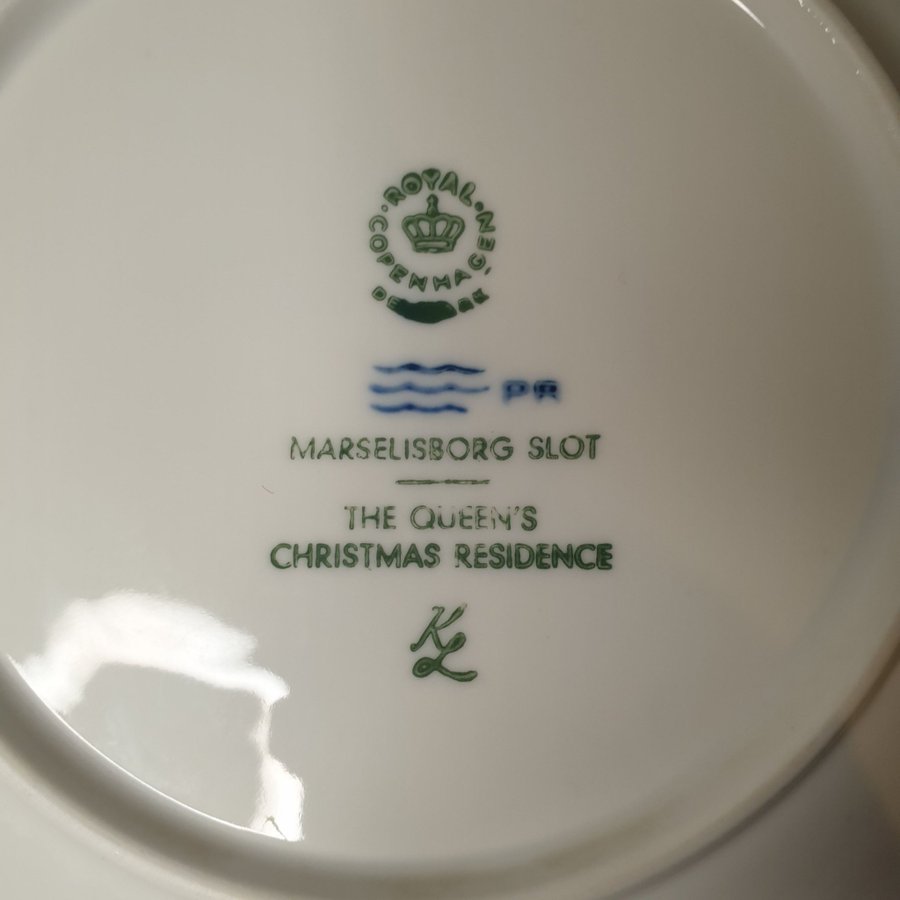 ROYAL
COPENHAGEN
PR
MARSELISBORG SLOT
THE QUEEN'S
CHRISTMAS RESIDENCE
KL